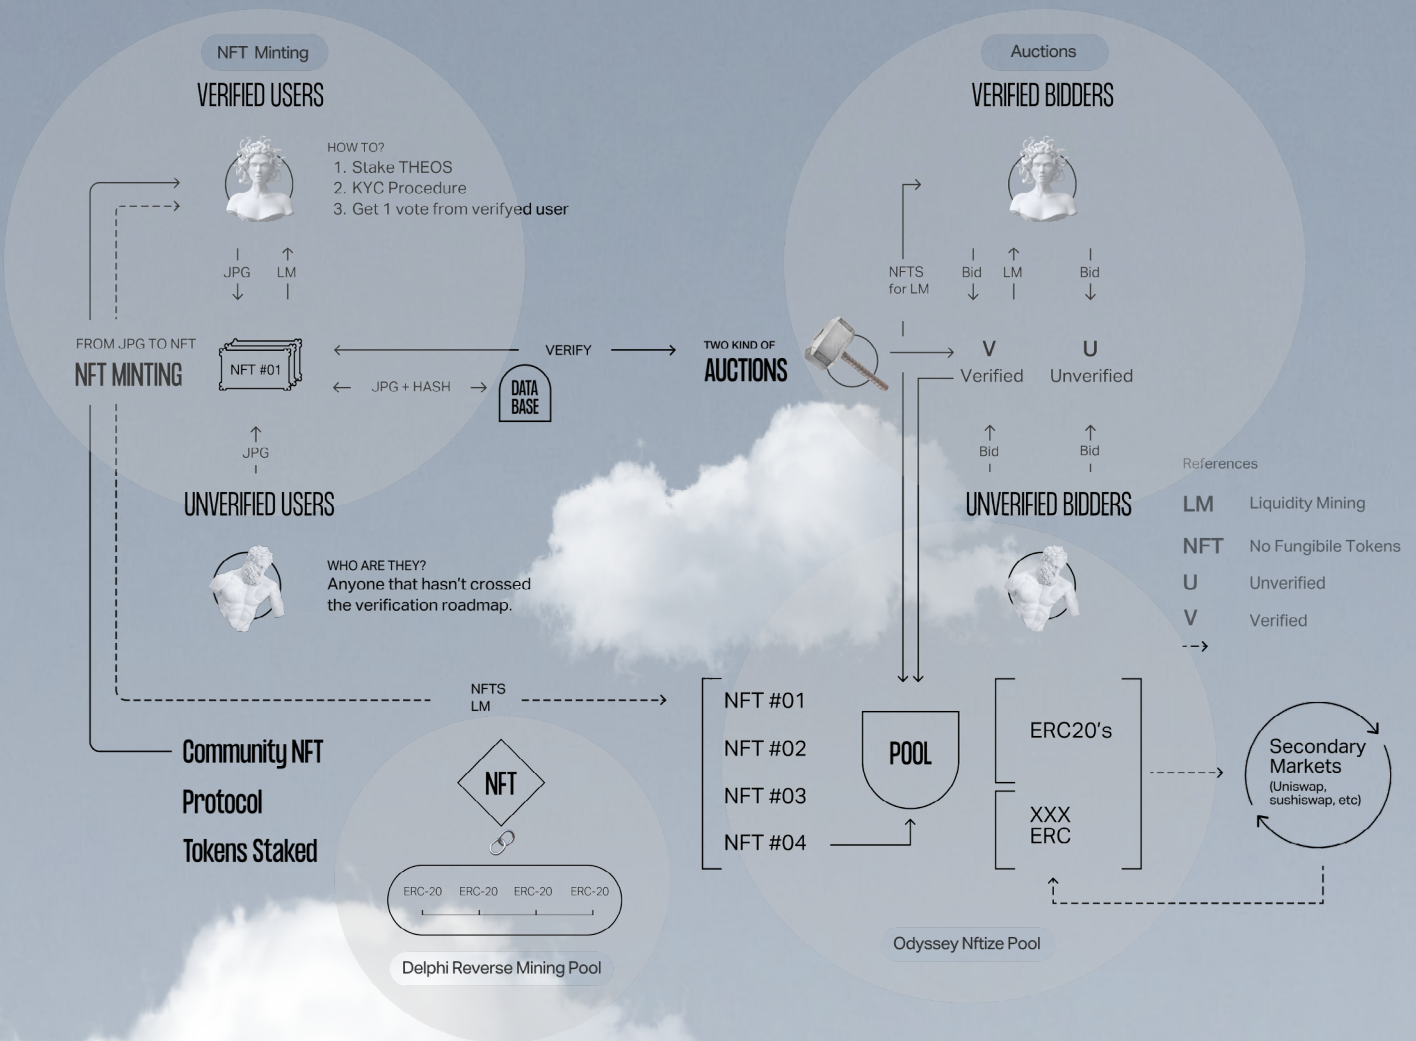 NFT Minting
VERIFIED USERS
HOW TO?
1. Stake THEOS
2. KYC Procedure
3. Get 1 vote from verifyed user
JPG
LM
FROM JPG TO NFT
NFT MINTING
NFT #01
VERIFY
JPG + HASH
DATA
BASE
JPG
UNVERIFIED USERS
WHO ARE THEY?
Anyone that hasn't crossed
the verification roadmap.
Auctions
VERIFIED BIDDERS
NFTS
for LM
Bid
LM
Bid
TWO KIND OF
AUCTIONS
V
Verified
U
Unverified
Bid
Bid
UNVERIFIED BIDDERS
References
LM Liquidity Mining
NFT No Fungibile Tokens
U Unverified
V Verified
NFTS
LM
Community NFT
Protocol
Tokens Staked
NFT
ERC-20 ERC-20 ERC-20 ERC-20
Delphi Reverse Mining Pool
NFT #01
NFT #02
NFT #03
NFT #04
POOL
ERC20's
XXX
ERC
Odyssey Nftize Pool
Secondary
Markets
(Uniswap,
sushiswap, etc)